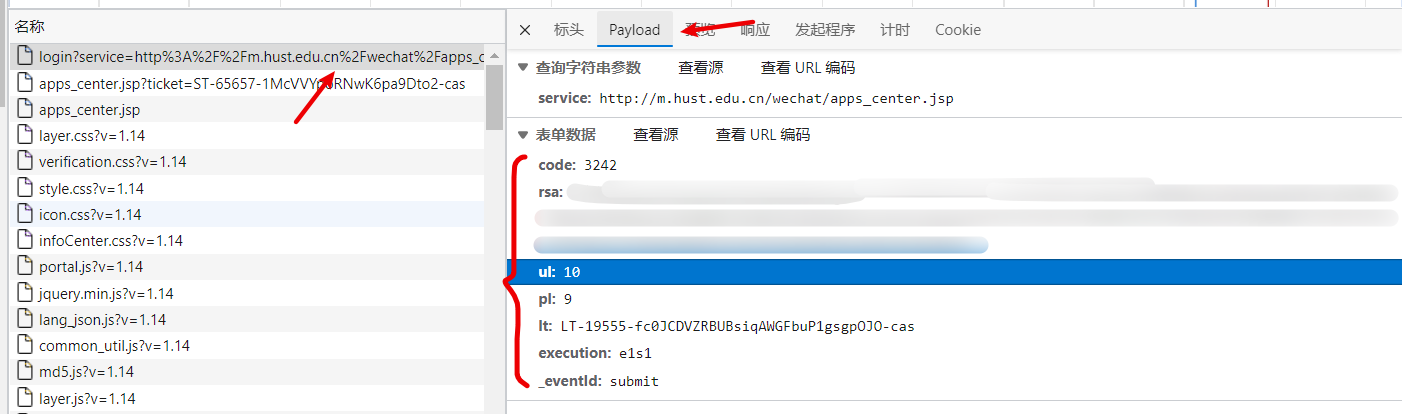 名称
login?service=http%3A%2F%2Fm.hust.edu.cn%2Fwechat%2Fapps_c
apps_center.jsp?ticket=ST-65657-1McVVYp RNwK6pa9Dto2-cas
apps_center.jsp
layer.css?v=1.14
verification.css?v=1.14
style.css?v=1.14
icon.css?v=1.14
infoCenter.css?v=1.14
portal.js?v=1.14
jquery.min.js?v=1.14
lang_json.js?v=1.14
common_util.js?v=1.14
md5.js?v=1.14
layer.js?v=1.14
标头 Payload 预览 响应 发起程序 计时 Cookie
查询字符串参数 查看源 查看 URL 编码
service: http://m.hust.edu.cn/wechat/apps_center.jsp
表单数据 查看源 查看 URL 编码
code: 3242
rsa:
ul: 10
pl: 9
lt: LT-19555-fc0JCDVZRBUBsiqAWGFbuP1gsgpOJO-cas
execution: e1s1
_eventId: submit